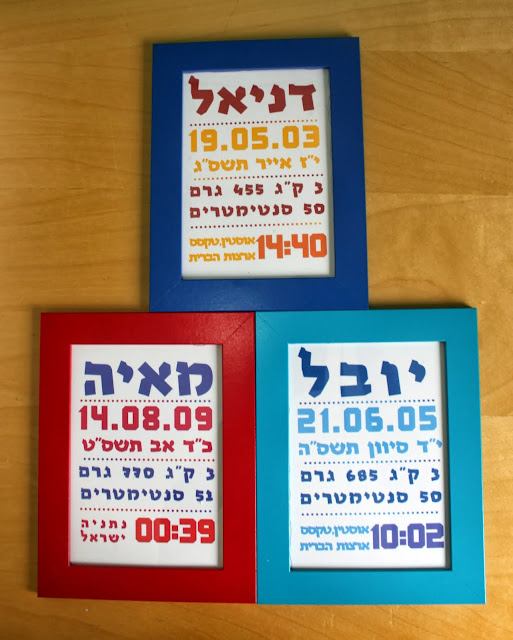 דניאל
19.05.03
י"ז אייר תשס"ג
3 ק"ג 455 גרם
50 סנטימטרים
אוסטין, טקסס
ארצות הברית
14:40
מאיה
14.08.09
כ"ד אב תשס"ט
3 ק"ג 770 גרם
51 סנטימטרים
נתניה
ישראל
00:39
יובל
21.06.05
י"ד סיוון תשס"ה
3 ק"ג 685 גרם
50 סנטימטרים
אוסטין, טקסס
ארצות הברית
10:02